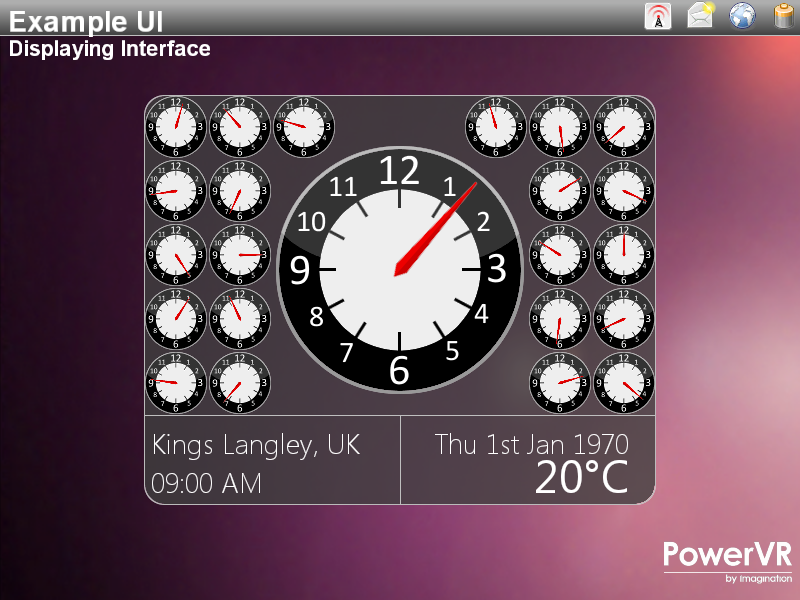 Example UI
Displaying Interface
12
11
1
10
2
9
3
8
4
7
5
6
Kings Langley, UK
Thu 1st Jan 1970
09:00 AM
20°C
PowerVR
by Imagination